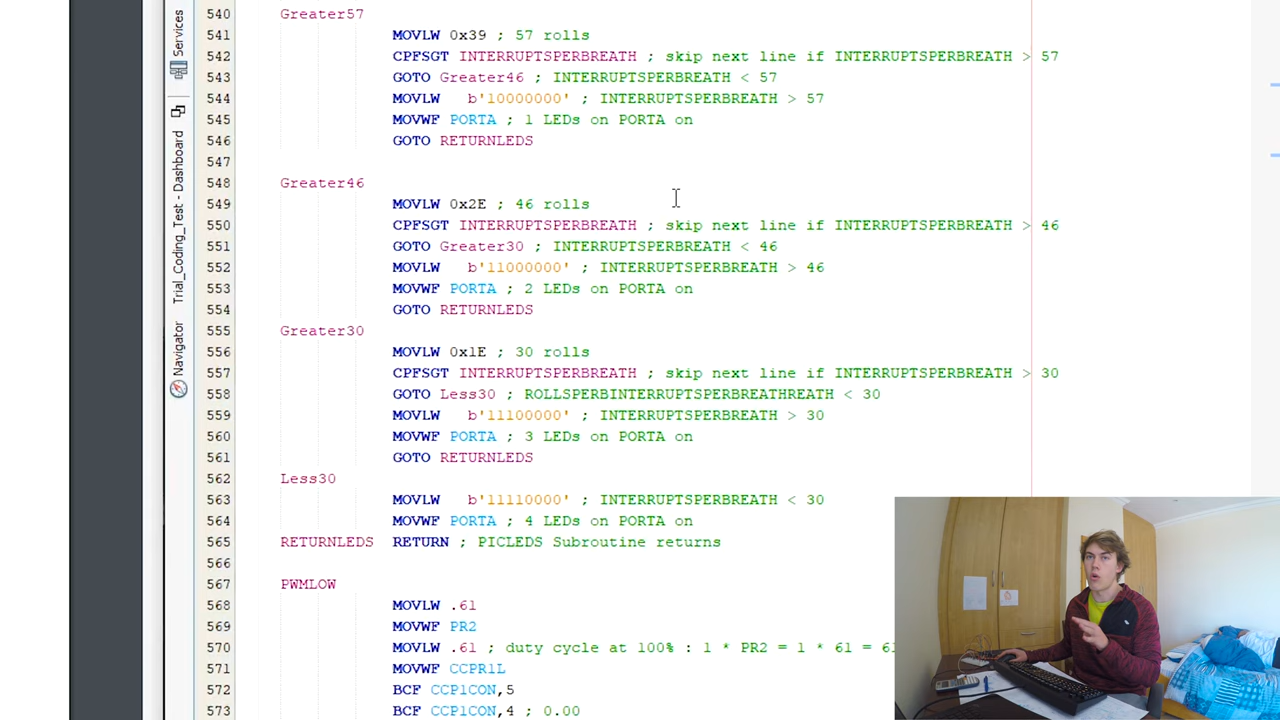 Services
Trial_Coding_Test - Dashboard
Navigator
540 Greater57
541 MOVLW 0x39 ; 57 rolls
542 CPFSGT INTERRUPTSPERBREATH ; skip next line if INTERRUPTSPERBREATH > 57
543 GOTO Greater46 ; INTERRUPTSPERBREATH < 57
544 MOVLW b'10000000' ; INTERRUPTSPERBREATH > 57
545 MOVWF PORTA ; 1 LEDs on PORTA on
546 GOTO RETURNLEDS
547
548 Greater46
549 MOVLW 0x2E ; 46 rolls
550 CPFSGT INTERRUPTSPERBREATH ; skip next line if INTERRUPTSPERBREATH > 46
551 GOTO Greater30 ; INTERRUPTSPERBREATH < 46
552 MOVLW b'11000000' ; INTERRUPTSPERBREATH > 46
553 MOVWF PORTA ; 2 LEDs on PORTA on
554 GOTO RETURNLEDS
555 Greater30
556 MOVLW 0x1E ; 30 rolls
557 CPFSGT INTERRUPTSPERBREATH ; skip next line if INTERRUPTSPERBREATH > 30
558 GOTO Less30 ; ROLLSPERBINTERRUPTSPERBREATHREATH < 30
559 MOVLW b'11100000' ; INTERRUPTSPERBREATH > 30
560 MOVWF PORTA ; 3 LEDs on PORTA on
561 GOTO RETURNLEDS
562 Less30
563 MOVLW b'11110000' ; INTERRUPTSPERBREATH < 30
564 MOVWF PORTA ; 4 LEDs on PORTA on
565 RETURNLEDS RETURN ; PICLEDS Subroutine returns
566
567 PWMLOW
568 MOVLW .61
569 MOVWF PR2
570 MOVLW .61 ; duty cycle at 100% : 1 * PR2 = 1 * 61 =
571 MOVWF CCPR1L
572 BCF CCP1CON,5
573 BCF CCP1CON,4 ; 0.00